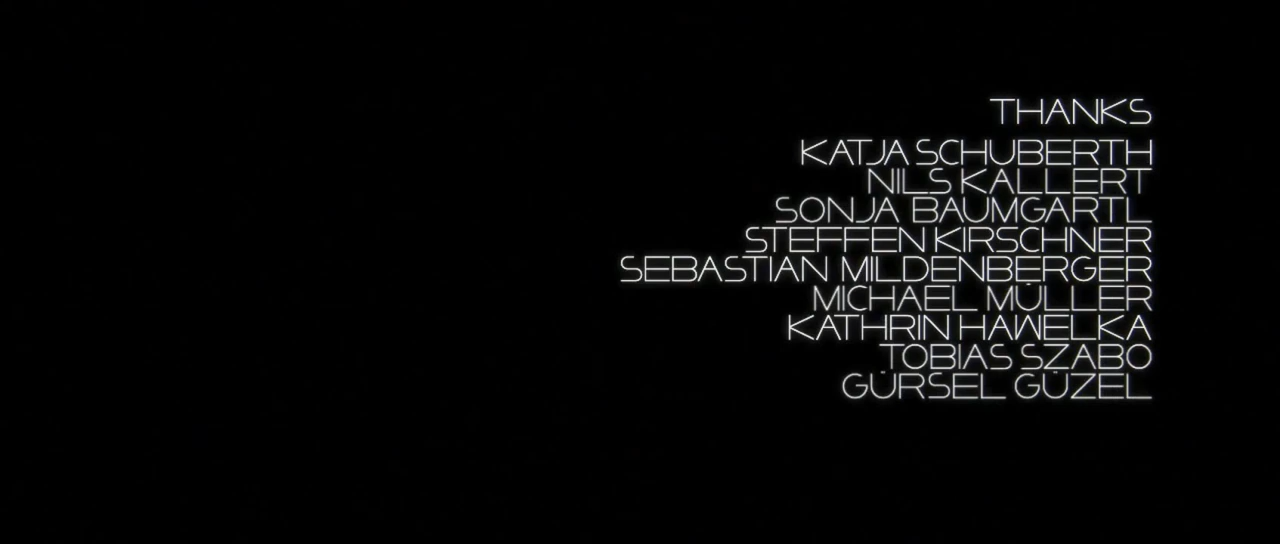 THANKS
KATJA SCHUBERTH
NILS KALLERT
SONJA BAUMGARTL
STEFFEN KIRSCHNER
SEBASTIAN MILDENBERGER
MICHAEL MÜLLER
KATHRIN HAWELKA
TOBIAS SZABO
GÜRSEL GÜZEL